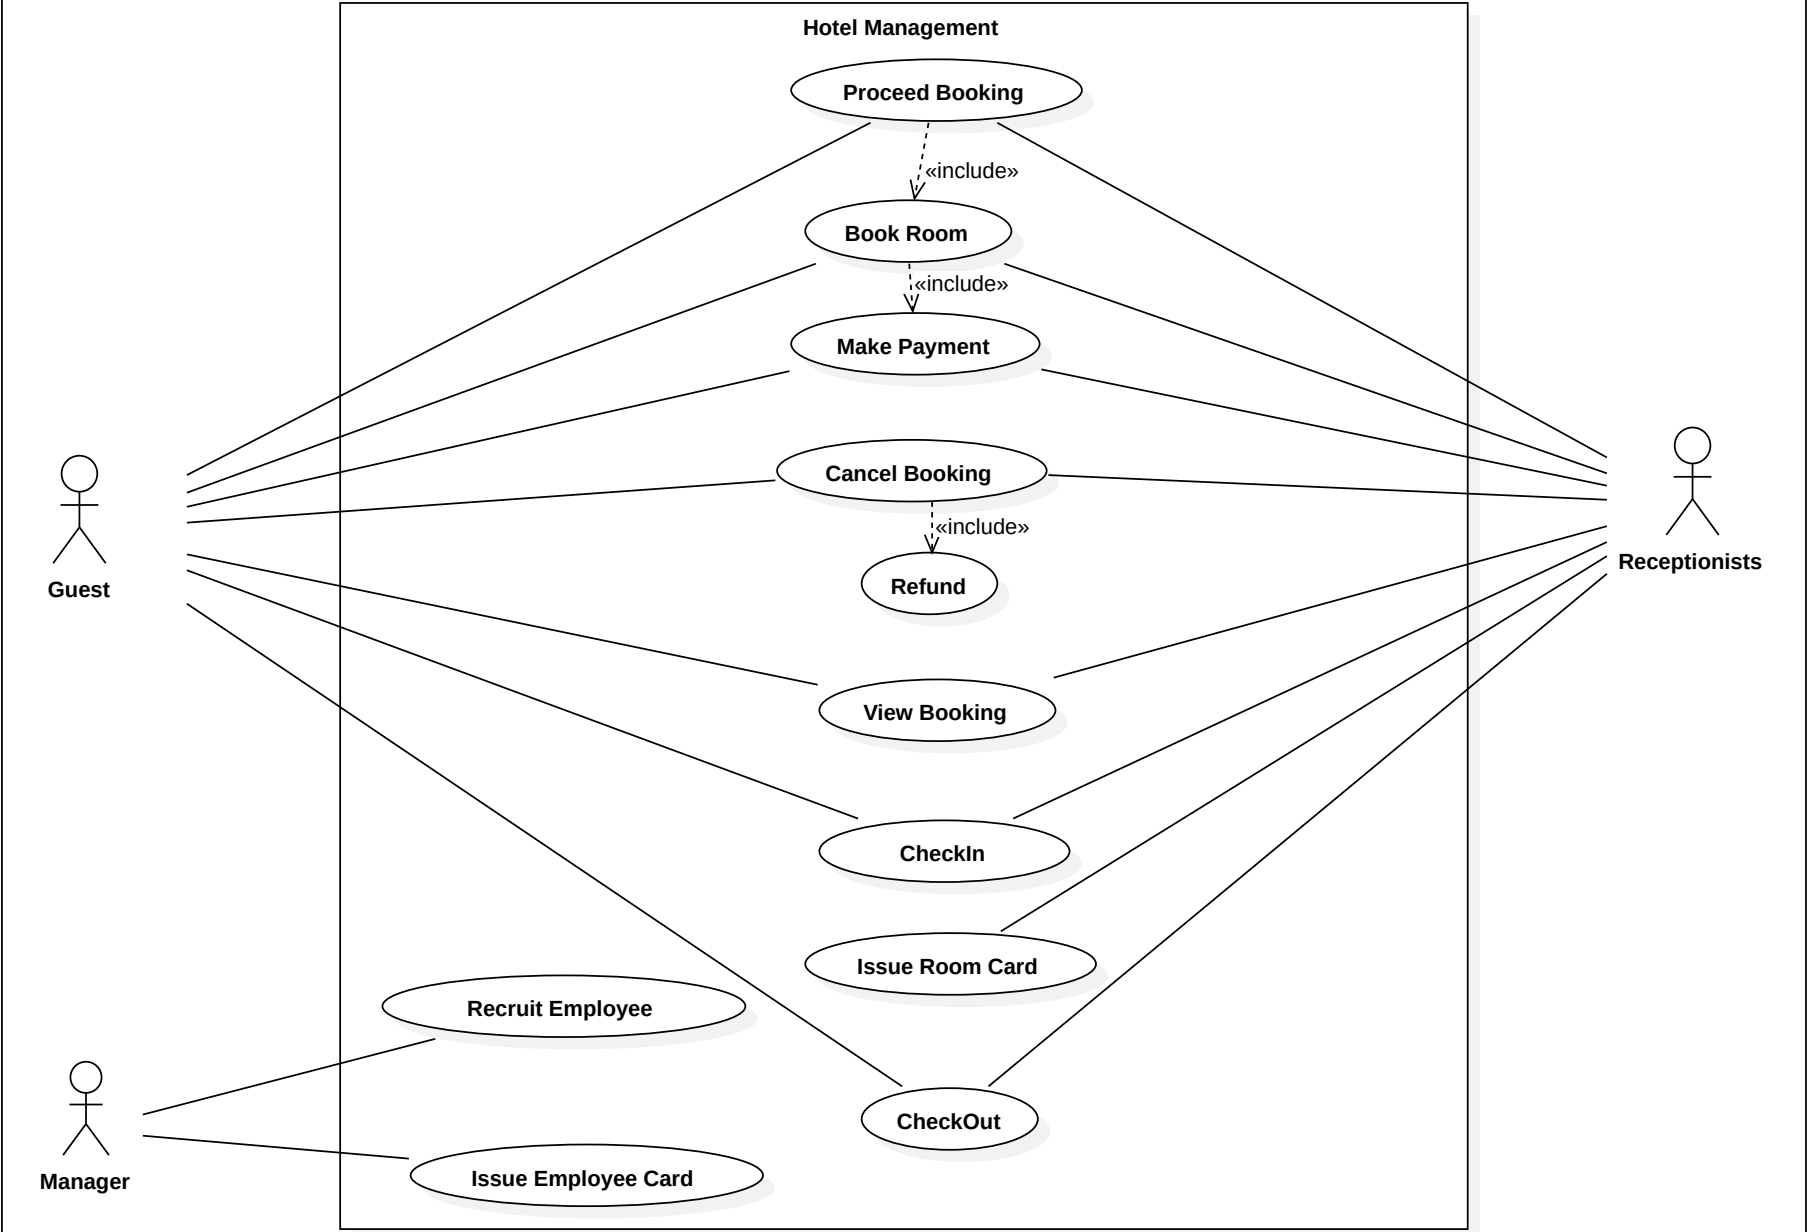 Hotel Management
Proceed Booking
«include»
Book Room
«include»
Make Payment
Cancel Booking
«include»
Refund
Guest
Receptionists
View Booking
CheckIn
Issue Room Card
Recruit Employee
CheckOut
Manager
Issue Employee Card